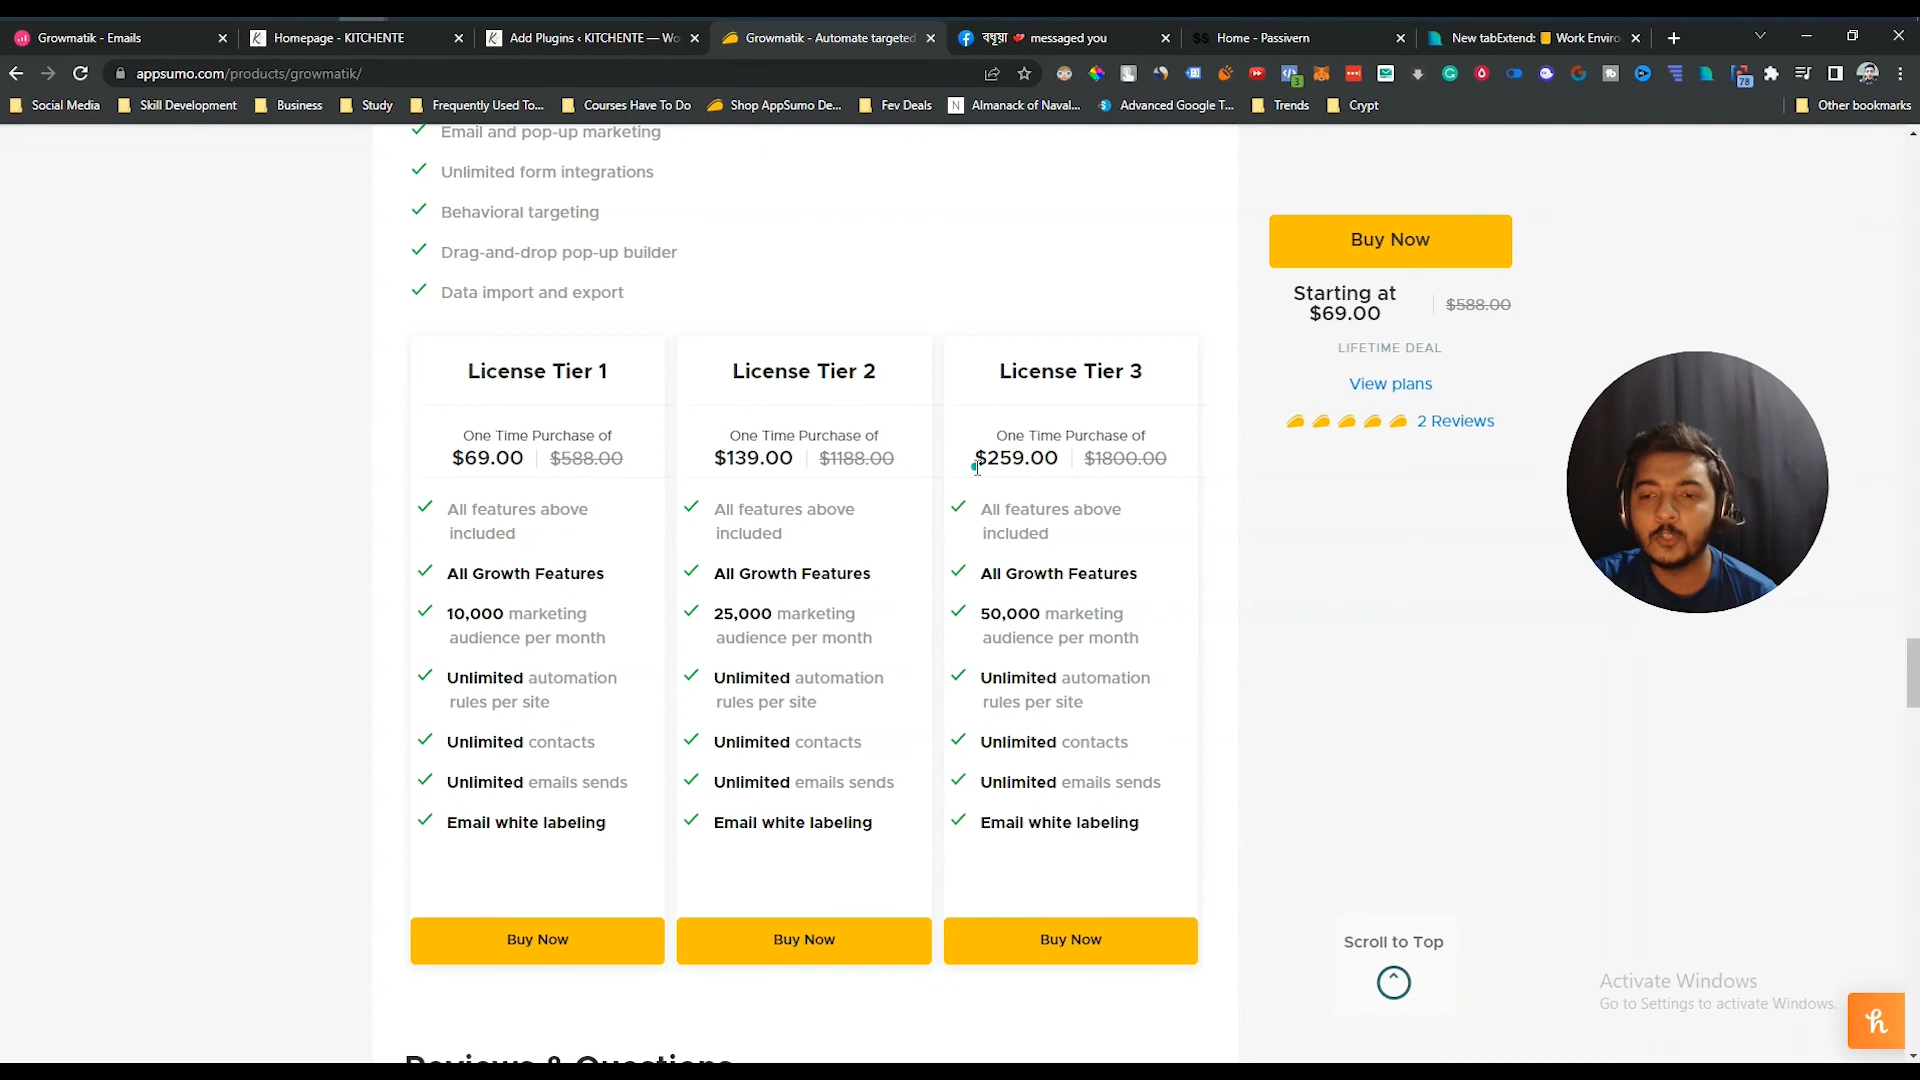 Growmatik - Emails
Homepage - KITCHENTE
Add Plugins ‹ KITCHENTE — Wo
Growmatik - Automate targeted
messaged you
Home - Passivern
New tabExtend: Work Enviro
appsumo.com/products/growmatik/
Social Media
Skill Development
Business
Study
Frequently Used To...
Courses Have To Do
Shop AppSumo De...
Fev Deals
Almanack of Naval...
Advanced Google T...
Trends
Crypt
Other bookmarks
Email and pop-up marketing
Unlimited form integrations
Behavioral targeting
Drag-and-drop pop-up builder
Data import and export
License Tier 1
One Time Purchase of
$69.00 $588.00
All features above
included
All Growth Features
10,000 marketing
audience per month
Unlimited automation
rules per site
Unlimited contacts
Unlimited emails sends
Email white labeling
Buy Now
License Tier 2
One Time Purchase of
$139.00 $1188.00
All features above
included
All Growth Features
25,000 marketing
audience per month
Unlimited automation
rules per site
Unlimited contacts
Unlimited emails sends
Email white labeling
Buy Now
License Tier 3
One Time Purchase of
$259.00 $1800.00
All features above
included
All Growth Features
50,000 marketing
audience per month
Unlimited automation
rules per site
Unlimited contacts
Unlimited emails sends
Email white labeling
Buy Now
Buy Now
Starting at
$69.00 $588.00
LIFETIME DEAL
View plans
2 Reviews
Scroll to Top
Activate Windows
Go to Settings to activate Windows.
Reviews & Questions